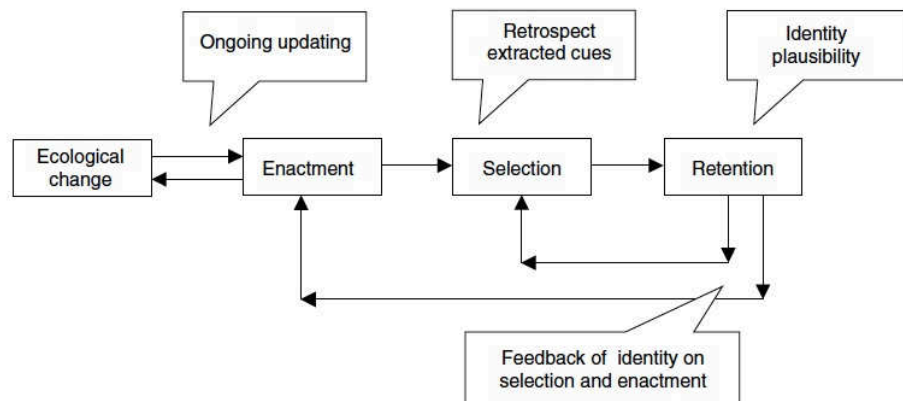 Ongoing updating
Retrospect
extracted cues
Identity
plausibility
Ecological
change
Enactment
Selection
Retention
Feedback of identity on
selection and enactment